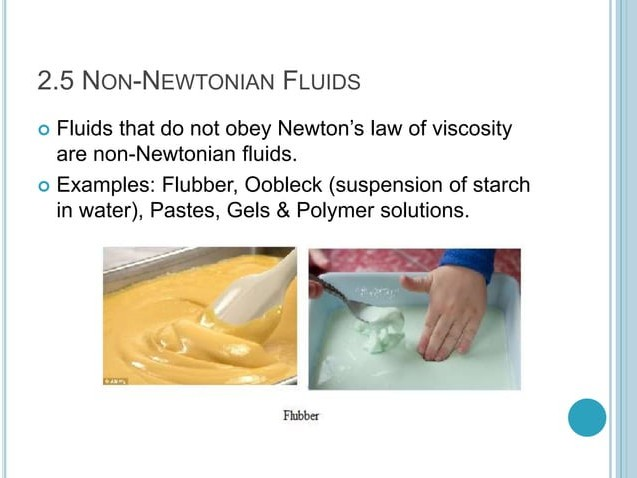 2.5 Non-Newtonian Fluids
Fluids that do not obey Newton's law of viscosity
are non-Newtonian fluids.
Examples: Flubber, Oobleck (suspension of starch
in water), Pastes, Gels & Polymer solutions.
Flubber